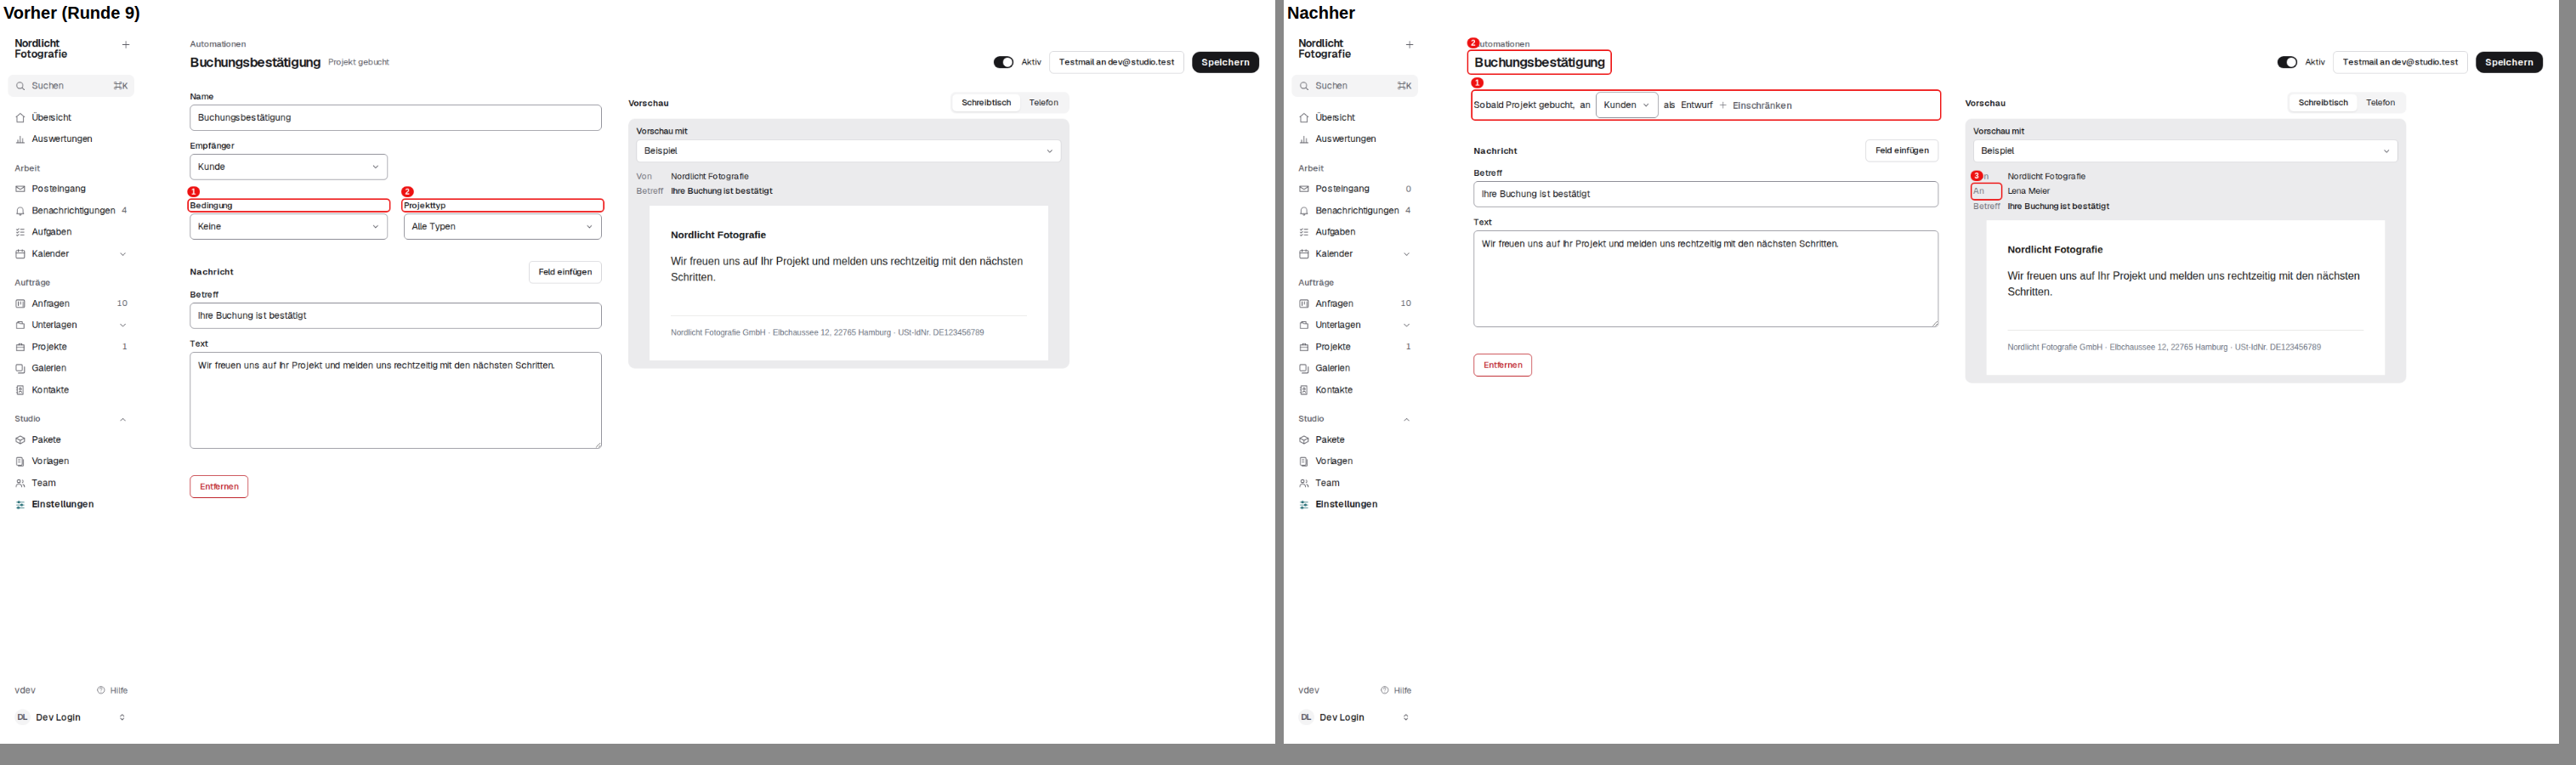 Vorher (Runde 9)
Nordlicht
Fotografie
Suchen ⌘K
Übersicht
Auswertungen
Arbeit
Posteingang
Benachrichtigungen 4
Aufgaben
Kalender
Aufträge
Anfragen 10
Unterlagen
Projekte 1
Galerien
Kontakte
Studio
Pakete
Vorlagen
Team
Einstellungen
vdev Hilfe
DL Dev Login
Automationen
Buchungsbestätigung Projekt gebucht
Aktiv Testmail an dev@studio.test Speichern
Name
Buchungsbestätigung
Empfänger
Kunde
1 2
Bedingung Projekttyp
Keine Alle Typen
Nachricht Feld einfügen
Betreff
Ihre Buchung ist bestätigt
Text
Wir freuen uns auf Ihr Projekt und melden uns rechtzeitig mit den nächsten Schritten.
Entfernen
Vorschau Schreibtisch Telefon
Vorschau mit
Beispiel
Von Nordlicht Fotografie
Betreff Ihre Buchung ist bestätigt
Nordlicht Fotografie
Wir freuen uns auf Ihr Projekt und melden uns rechtzeitig mit den nächsten
Schritten.
Nordlicht Fotografie GmbH · Elbchaussee 12, 22765 Hamburg · USt-IdNr. DE123456789
Nachher
Nordlicht
Fotografie
Suchen ⌘K
Übersicht
Auswertungen
Arbeit
Posteingang 0
Benachrichtigungen 4
Aufgaben
Kalender
Aufträge
Anfragen 10
Unterlagen
Projekte 1
Galerien
Kontakte
Studio
Pakete
Vorlagen
Team
Einstellungen
vdev Hilfe
DL Dev Login
2 utomationen
Buchungsbestätigung
Aktiv Testmail an dev@studio.test Speichern
1
Sobald Projekt gebucht, an Kunden als Entwurf + Einschränken
Nachricht Feld einfügen
Betreff
Ihre Buchung ist bestätigt
Text
Wir freuen uns auf Ihr Projekt und melden uns rechtzeitig mit den nächsten Schritten.
Entfernen
Vorschau Schreibtisch Telefon
Vorschau mit
Beispiel
3 n Nordlicht Fotografie
An Lena Meier
Betreff Ihre Buchung ist bestätigt
Nordlicht Fotografie
Wir freuen uns auf Ihr Projekt und melden uns rechtzeitig mit den nächsten
Schritten.
Nordlicht Fotografie GmbH · Elbchaussee 12, 22765 Hamburg · USt-IdNr. DE123456789